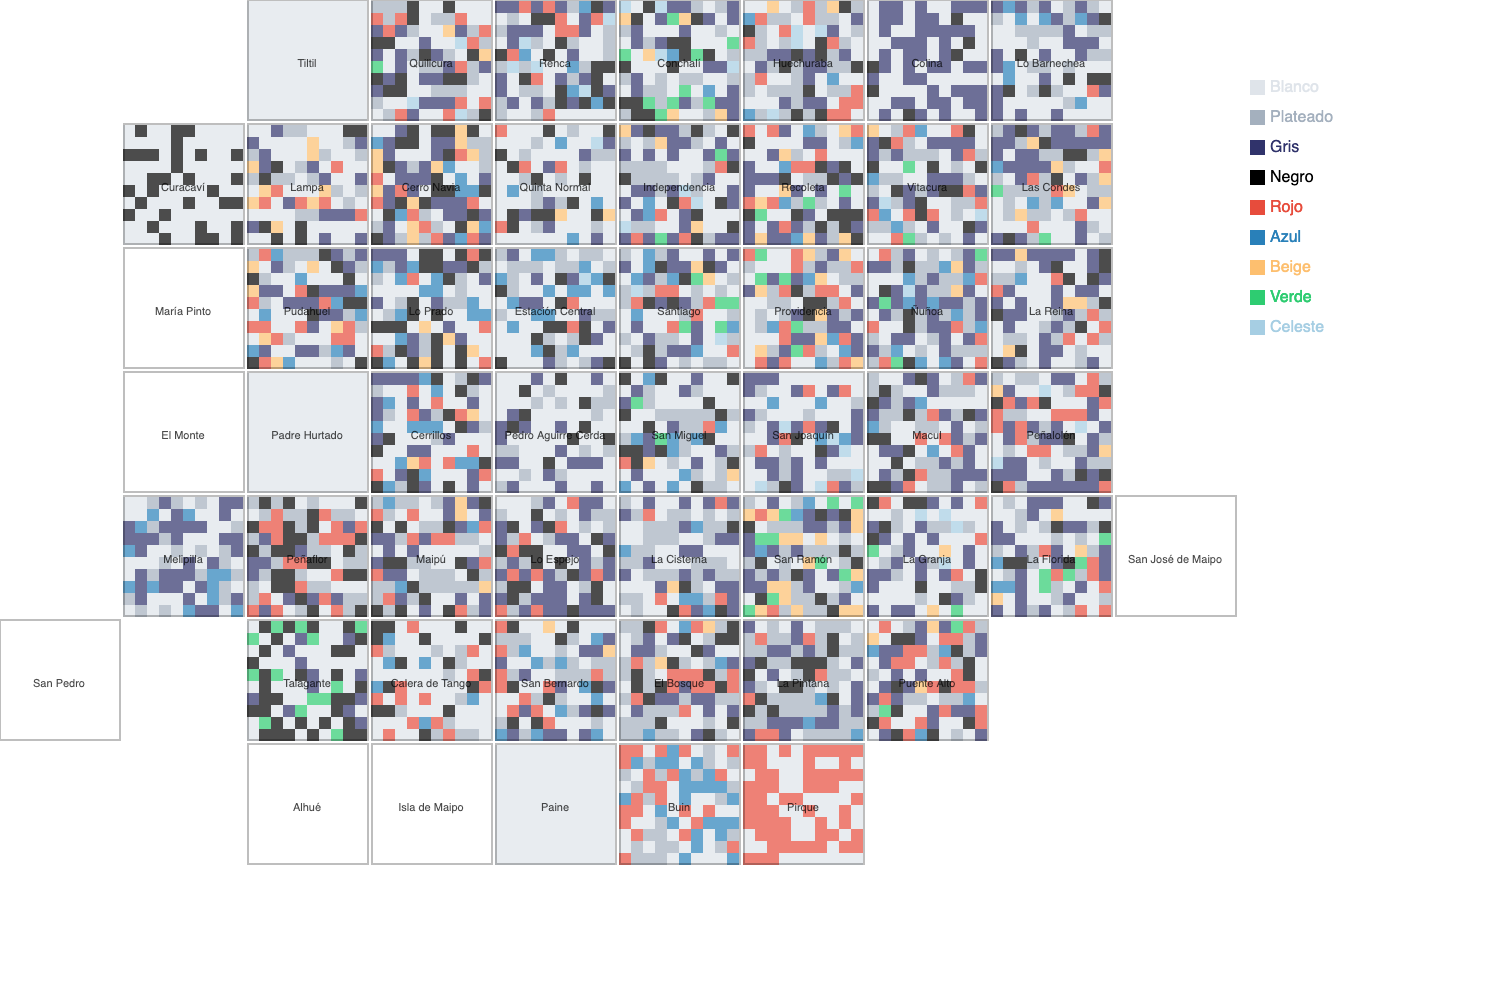 Tiltil
Quilicura
Renca
Conchalí
Huechuraba
Colina
Lo Barnechea
Blanco
Plateado
Gris
Negro
Rojo
Azul
Beige
Verde
Celeste
Curacaví
Lampa
Cerro Navia
Quinta Normal
Independencia
Recoleta
Vitacura
Las Condes
María Pinto
Pudahuel
Lo Prado
Estación Central
Santiago
Providencia
Ñuñoa
La Reina
El Monte
Padre Hurtado
Cerrillos
Pedro Aguirre Cerda
San Miguel
San Joaquín
Macul
Peñalolén
Melipilla
Peñaflor
Maipú
Lo Espejo
La Cisterna
San Ramón
La Granja
La Florida
San José de Maipo
San Pedro
Talagante
Calera de Tango
San Bernardo
El Bosque
La Pintana
Puente Alto
Alhué
Isla de Maipo
Paine
Buin
Pirque